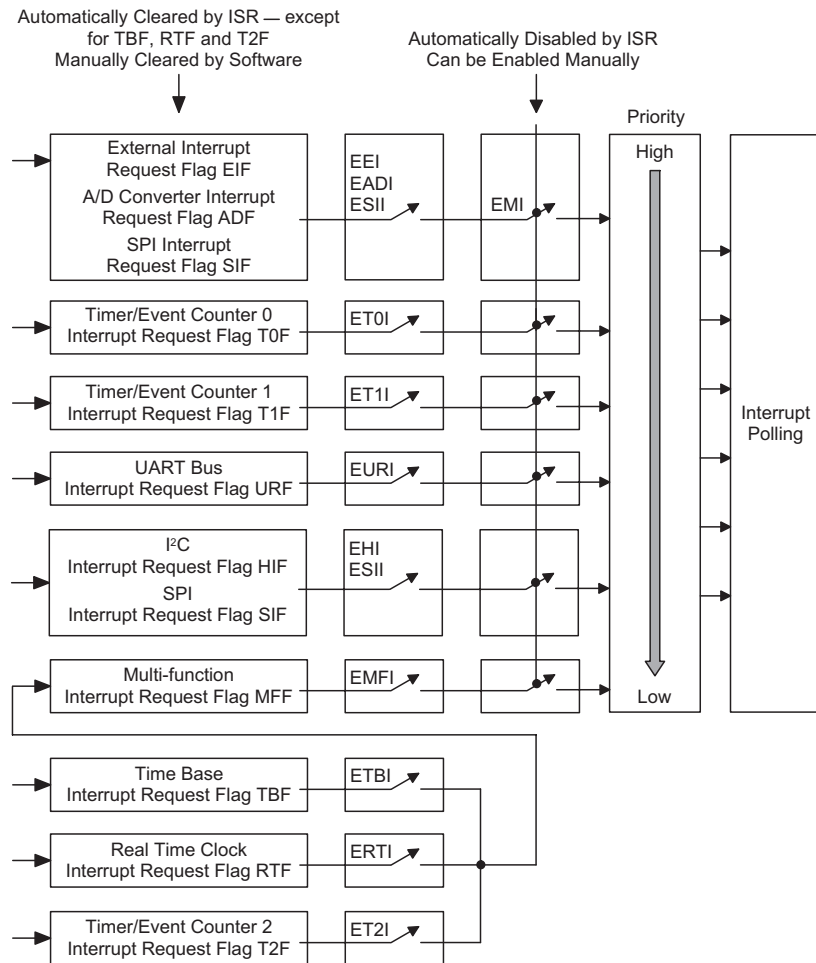 Automatically Cleared by ISR — except
for TBF, RTF and T2F
Manually Cleared by Software
Automatically Disabled by ISR
Can be Enabled Manually
Priority
High
Low
External Interrupt
Request Flag EIF
A/D Converter Interrupt
Request Flag ADF
SPI Interrupt
Request Flag SIF
EEI
EADI
ESII
EMI
Timer/Event Counter 0
Interrupt Request Flag T0F
ET0I
Timer/Event Counter 1
Interrupt Request Flag T1F
ET1I
Interrupt
Polling
UART Bus
Interrupt Request Flag URF
EURI
I²C
Interrupt Request Flag HIF
SPI
Interrupt Request Flag SIF
EHI
ESII
Multi-function
Interrupt Request Flag MFF
EMFI
Time Base
Interrupt Request Flag TBF
ETBI
Real Time Clock
Interrupt Request Flag RTF
ERTI
Timer/Event Counter 2
Interrupt Request Flag T2F
ET2I